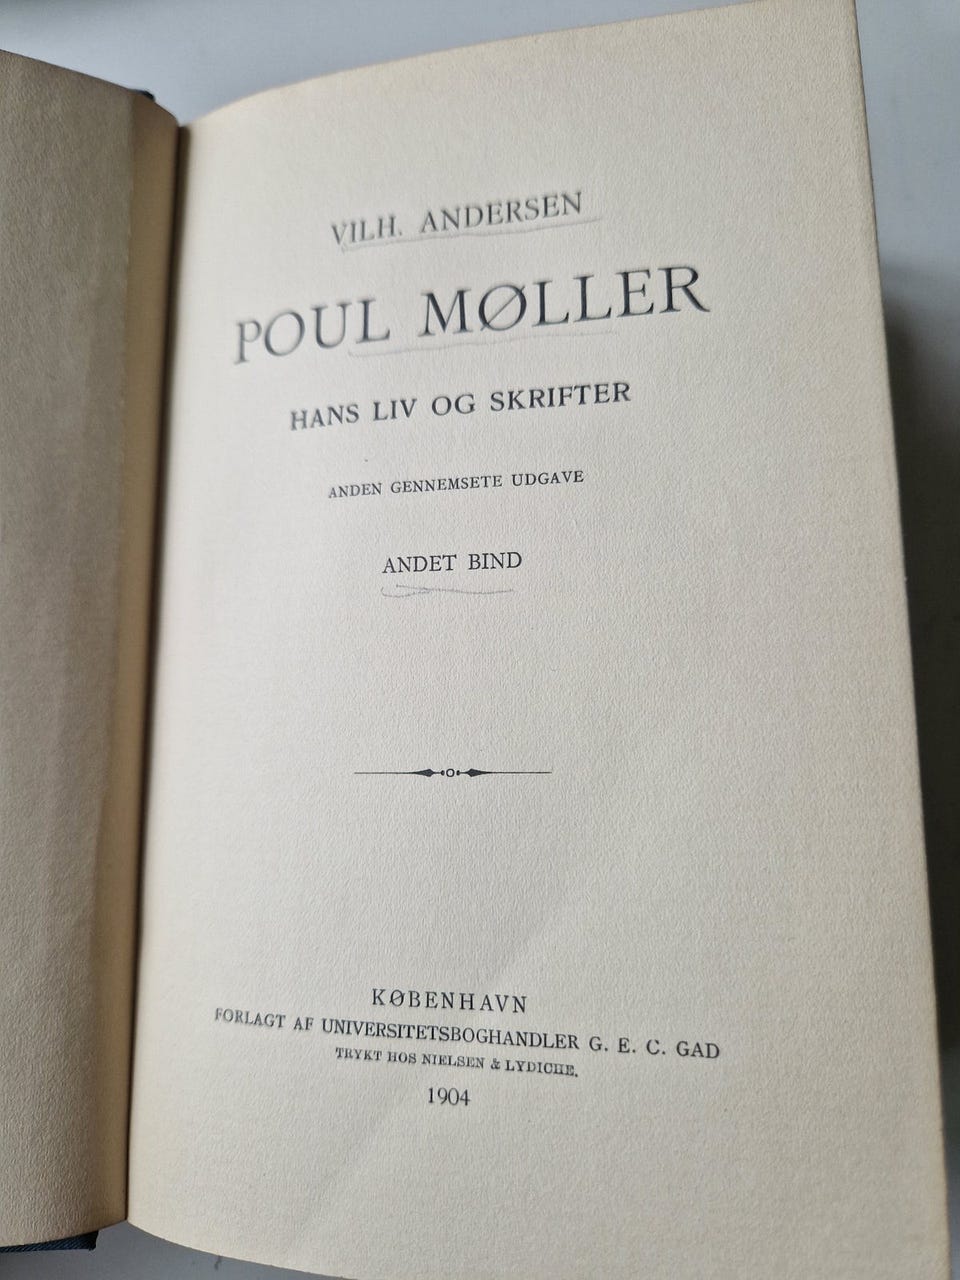 VILH. ANDERSEN
POUL MØLLER
HANS LIV OG SKRIFTER
ANDEN GENNEMSETE UDGAVE
ANDET BIND
KØBENHAVN
FORLAGT AF UNIVERSITETSBOGHANDLER G. E. C. GAD
TRYKT HOS NIELSEN & LYDICHE.
1904